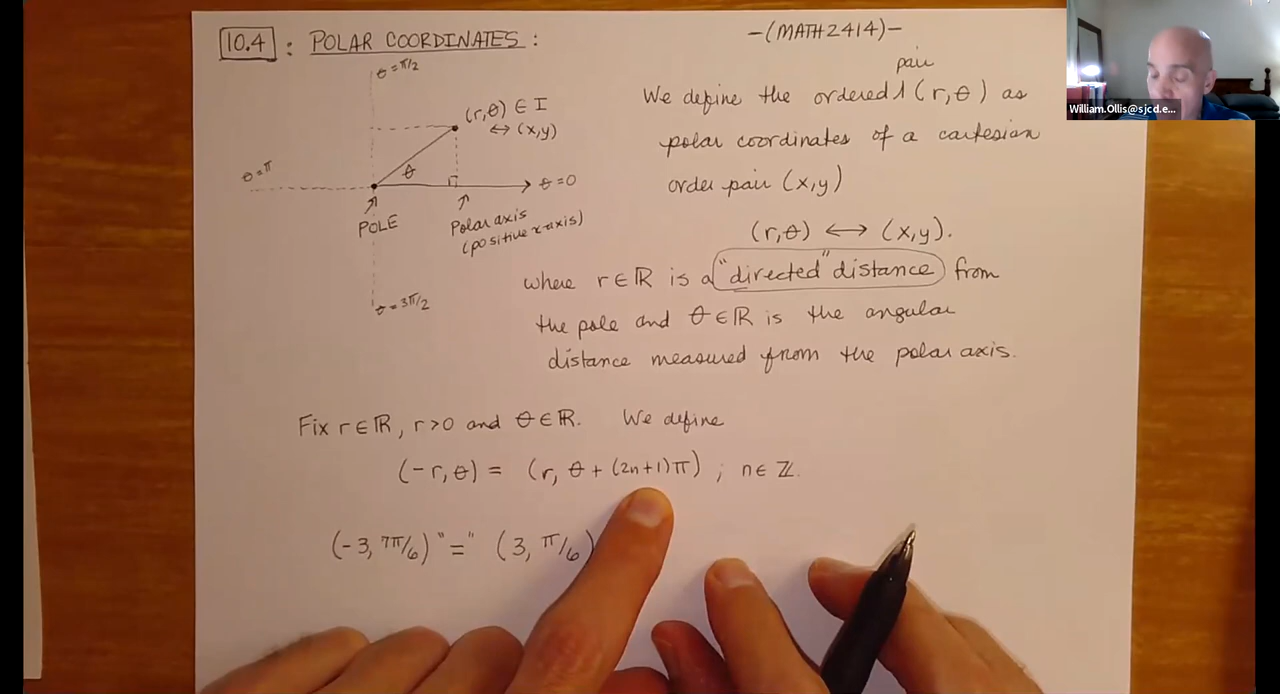 10.4 : POLAR COORDINATES :
-(MATH 2414)-
θ=π/2
(r,θ) ∈ I
↔ (x,y)
θ
θ=π
θ=0
POLE
Polar axis
(positive x-axis)
θ=3π/2
pair
We define the ordered ∧ (r,θ) as
polar coordinates of a cartesian
order pair (x,y)
(r,θ) ⟷ (x,y).
where r∈ℝ is a "directed" distance from
the pole and θ∈ℝ is the angular
distance measured from the polar axis.
Fix r∈ℝ, r>0 and θ∈ℝ. We define
(-r,θ) = (r, θ + (2n+1)π) ; n∈ℤ.
(-3, 7π/6) "=" (3, π/6)
William.Ollis@sjcd.e...